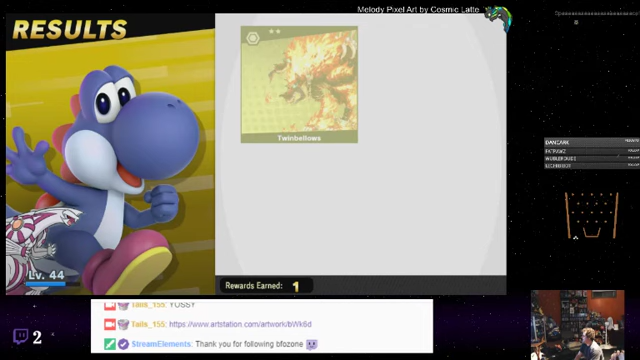 Melody Pixel Art by Cosmic Latte
RESULTS
★★
Twinbellows
DANSARK
Lv. 44
Rewards Earned: 1
Tails_155: YOSSY
Tails_155: https://www.artstation.com/artwork/bWk6d
StreamElements: Thank you for following bfozone
2